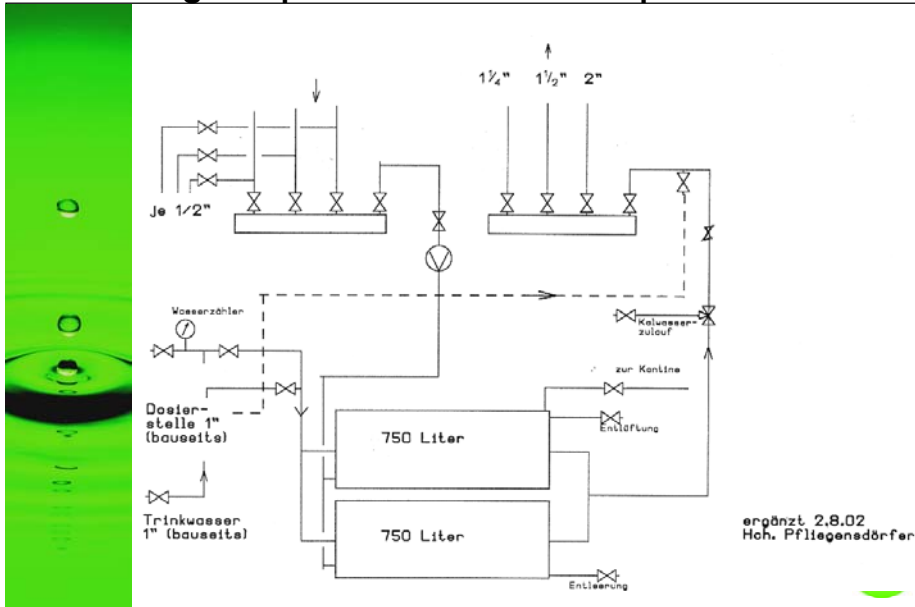 1¼" 1½" 2"
Je 1/2"
Wasserzähler
Kalwasser-
zulauf
zur Kantine
Dosier-
stelle 1"
(bauseits)
750 Liter
Entlüftung
Trinkwasser
1" (bauseits)
750 Liter
Entleerung
ergänzt 2.8.02
Hch. Pfliegensdörfer